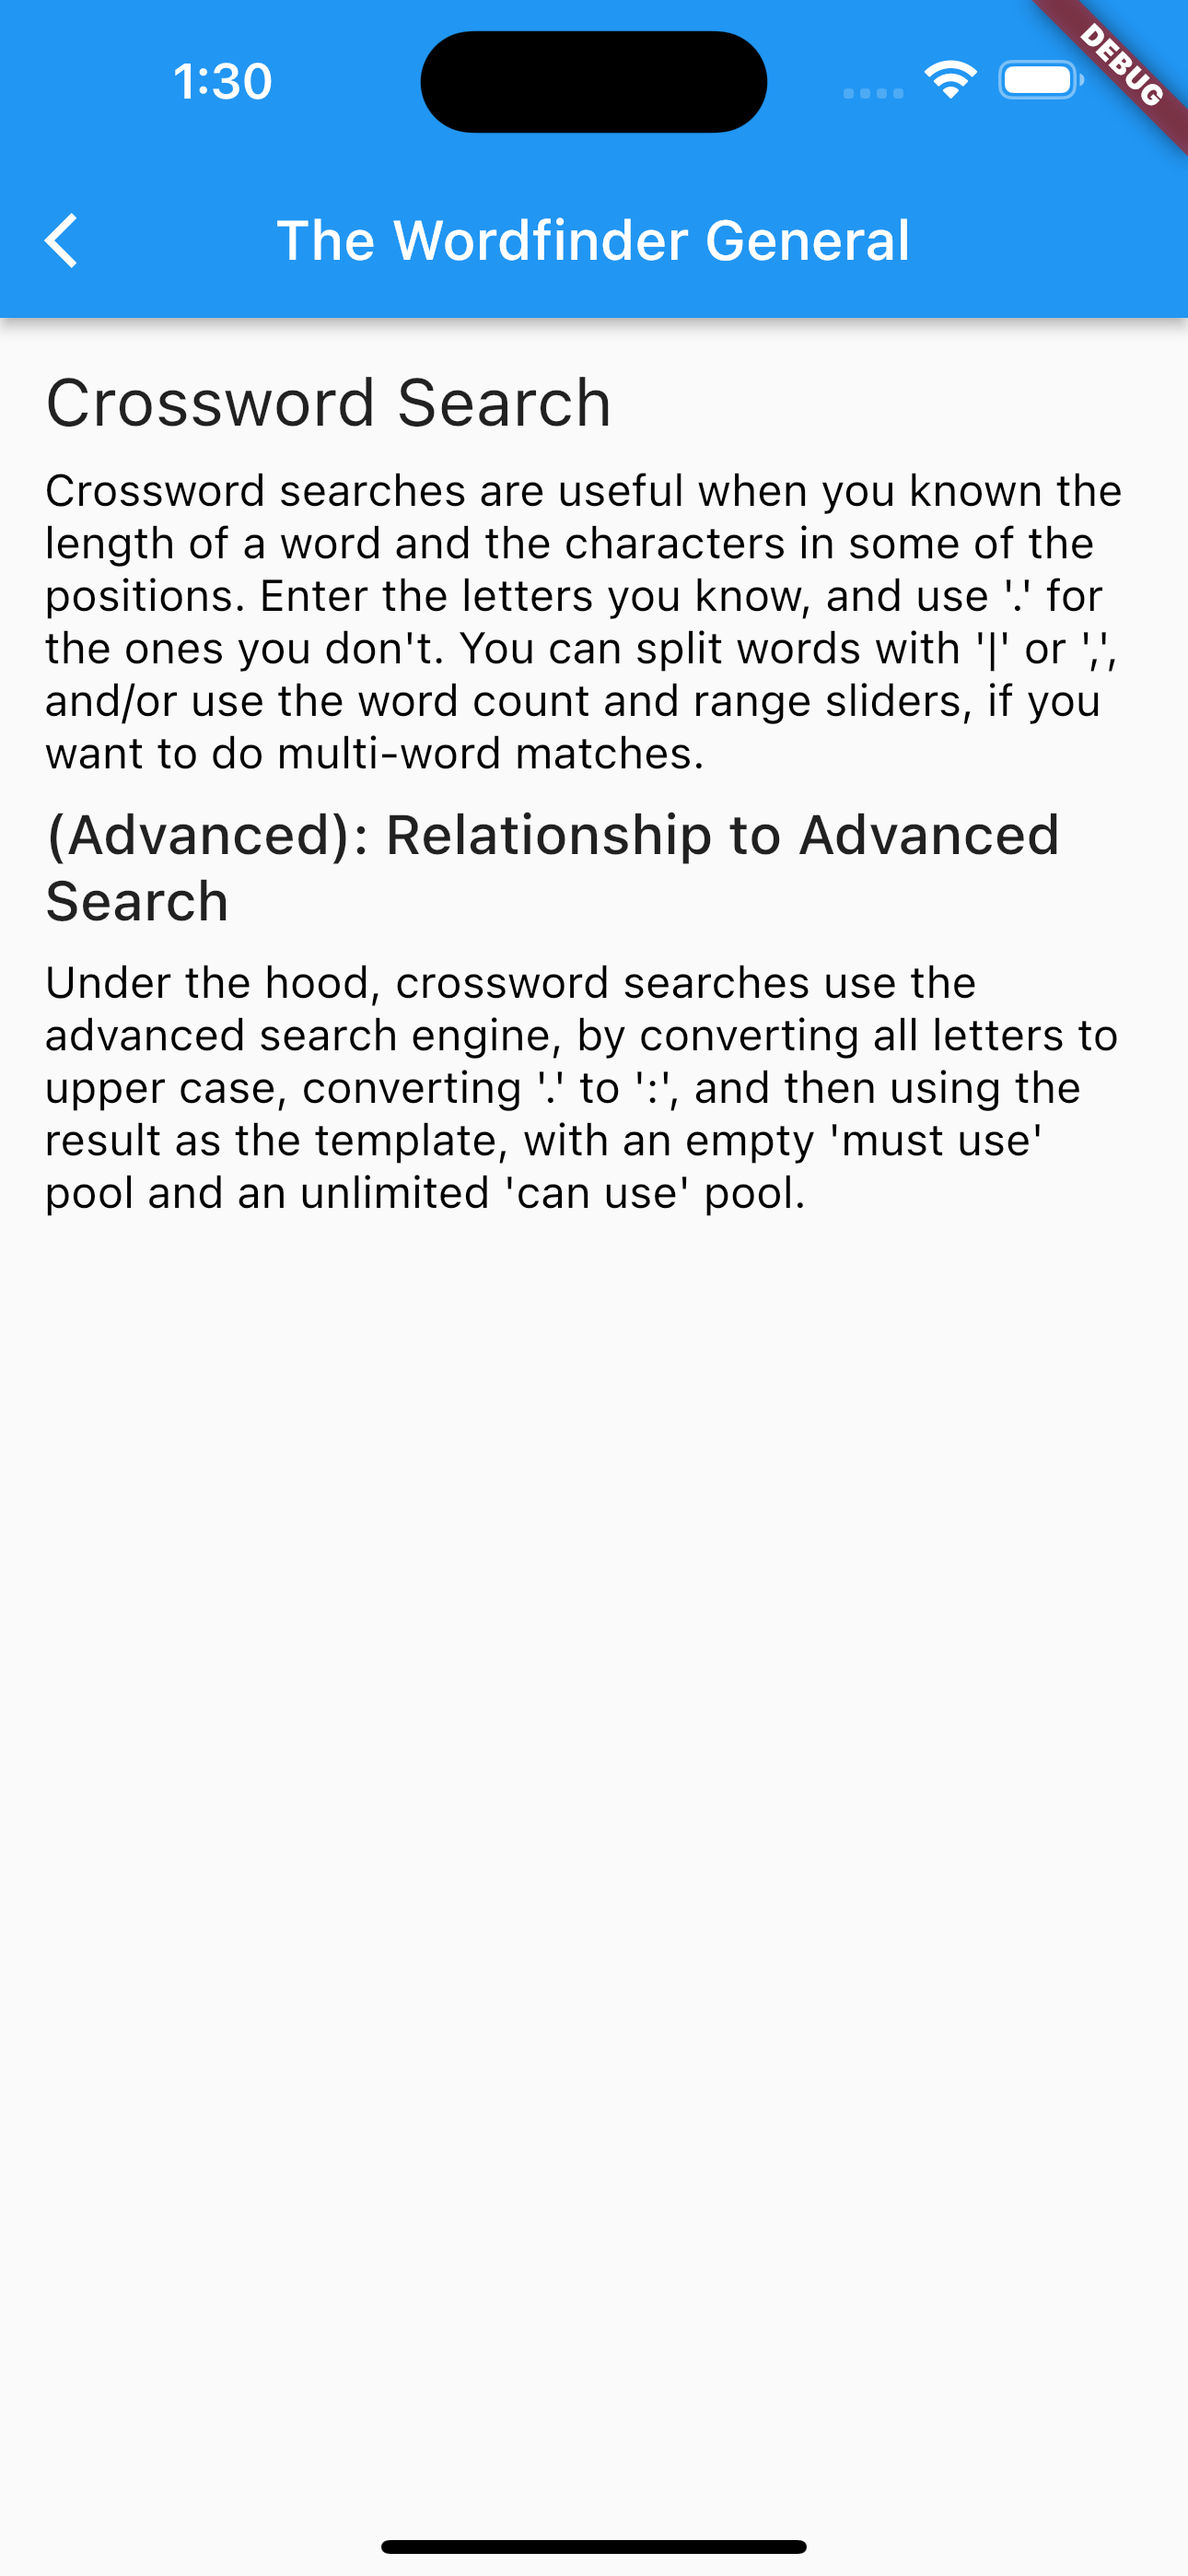 1:30
DEBUG
The Wordfinder General
Crossword Search
Crossword searches are useful when you known the
length of a word and the characters in some of the
positions. Enter the letters you know, and use '.' for
the ones you don't. You can split words with '|' or ',',
and/or use the word count and range sliders, if you
want to do multi-word matches.
(Advanced): Relationship to Advanced
Search
Under the hood, crossword searches use the
advanced search engine, by converting all letters to
upper case, converting '.' to ':', and then using the
result as the template, with an empty 'must use'
pool and an unlimited 'can use' pool.